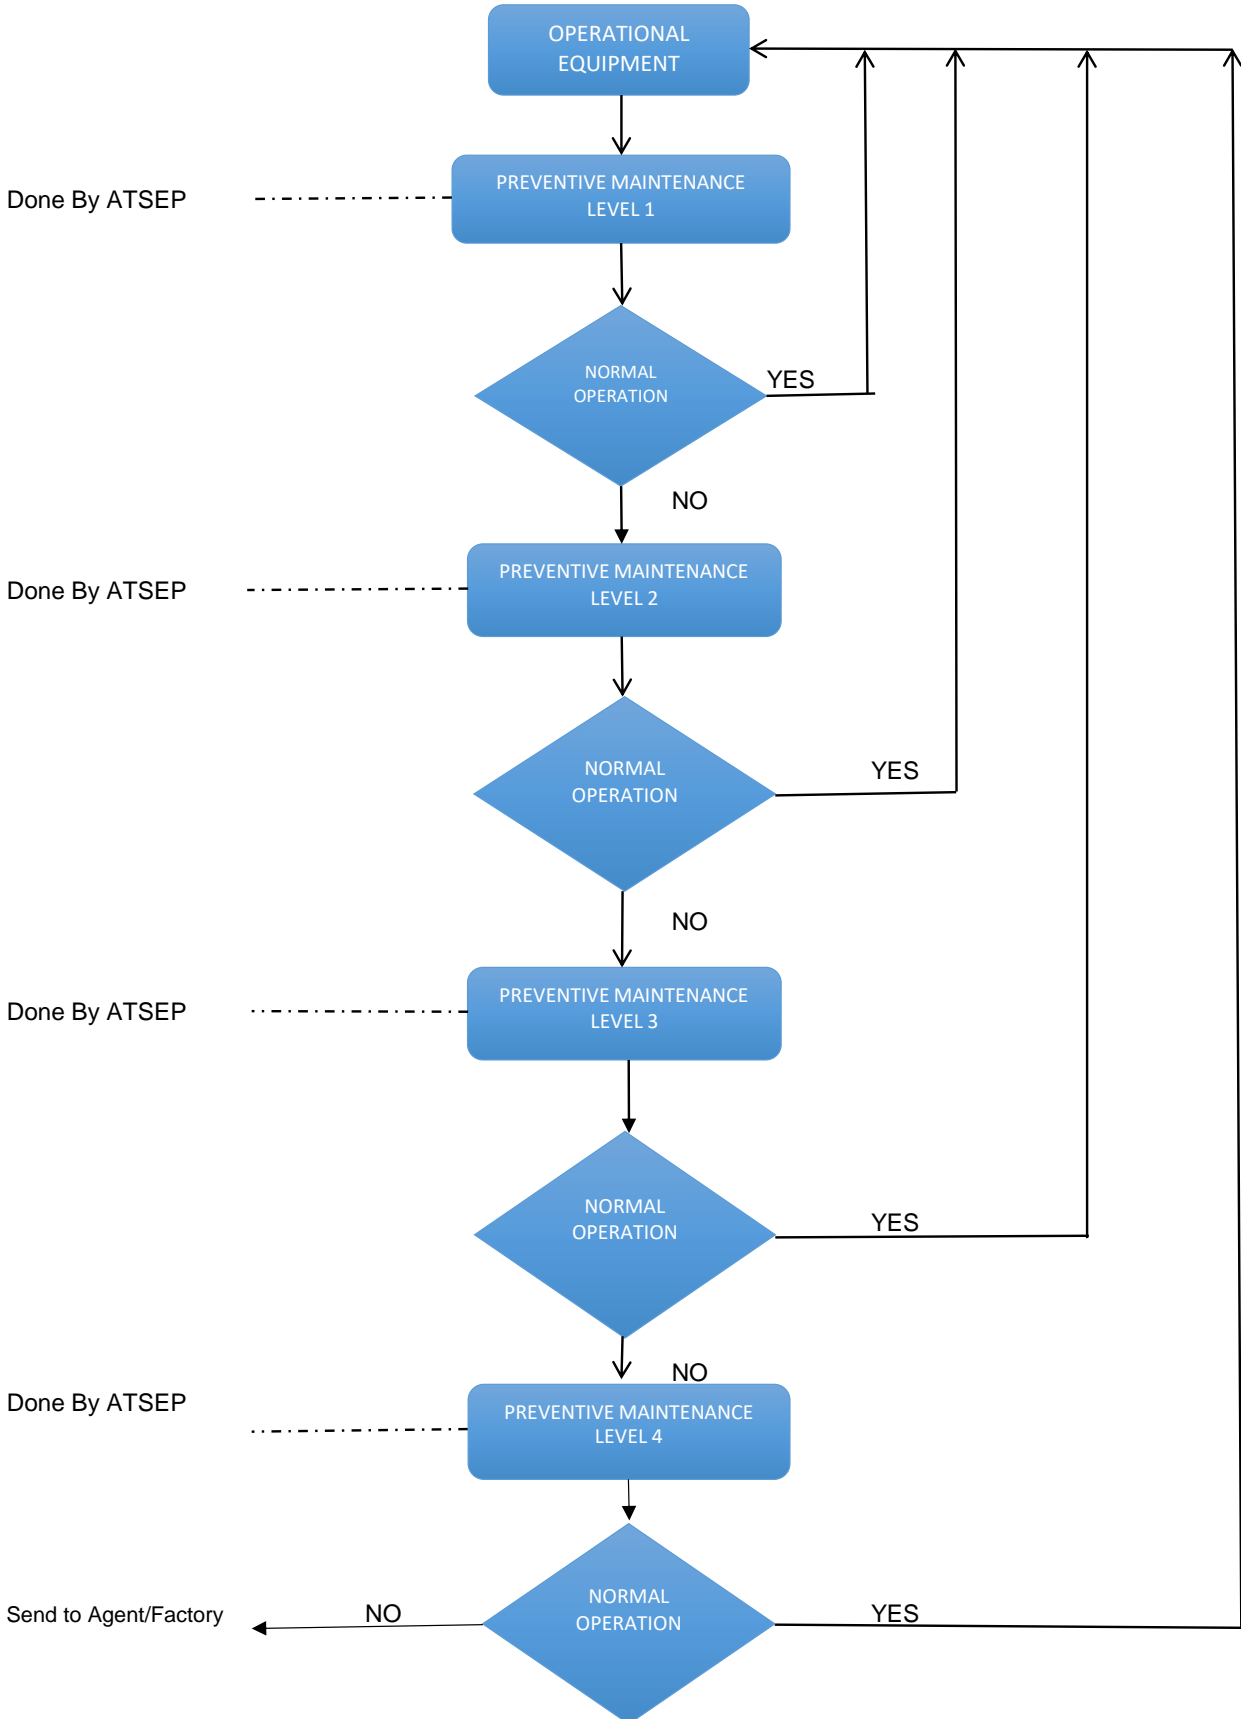 OPERATIONAL
EQUIPMENT
Done By ATSEP
PREVENTIVE MAINTENANCE
LEVEL 1
NORMAL
OPERATION
YES
NO
Done By ATSEP
PREVENTIVE MAINTENANCE
LEVEL 2
NORMAL
OPERATION
YES
NO
Done By ATSEP
PREVENTIVE MAINTENANCE
LEVEL 3
NORMAL
OPERATION
YES
NO
Done By ATSEP
PREVENTIVE MAINTENANCE
LEVEL 4
NORMAL
OPERATION
Send to Agent/Factory
NO
YES